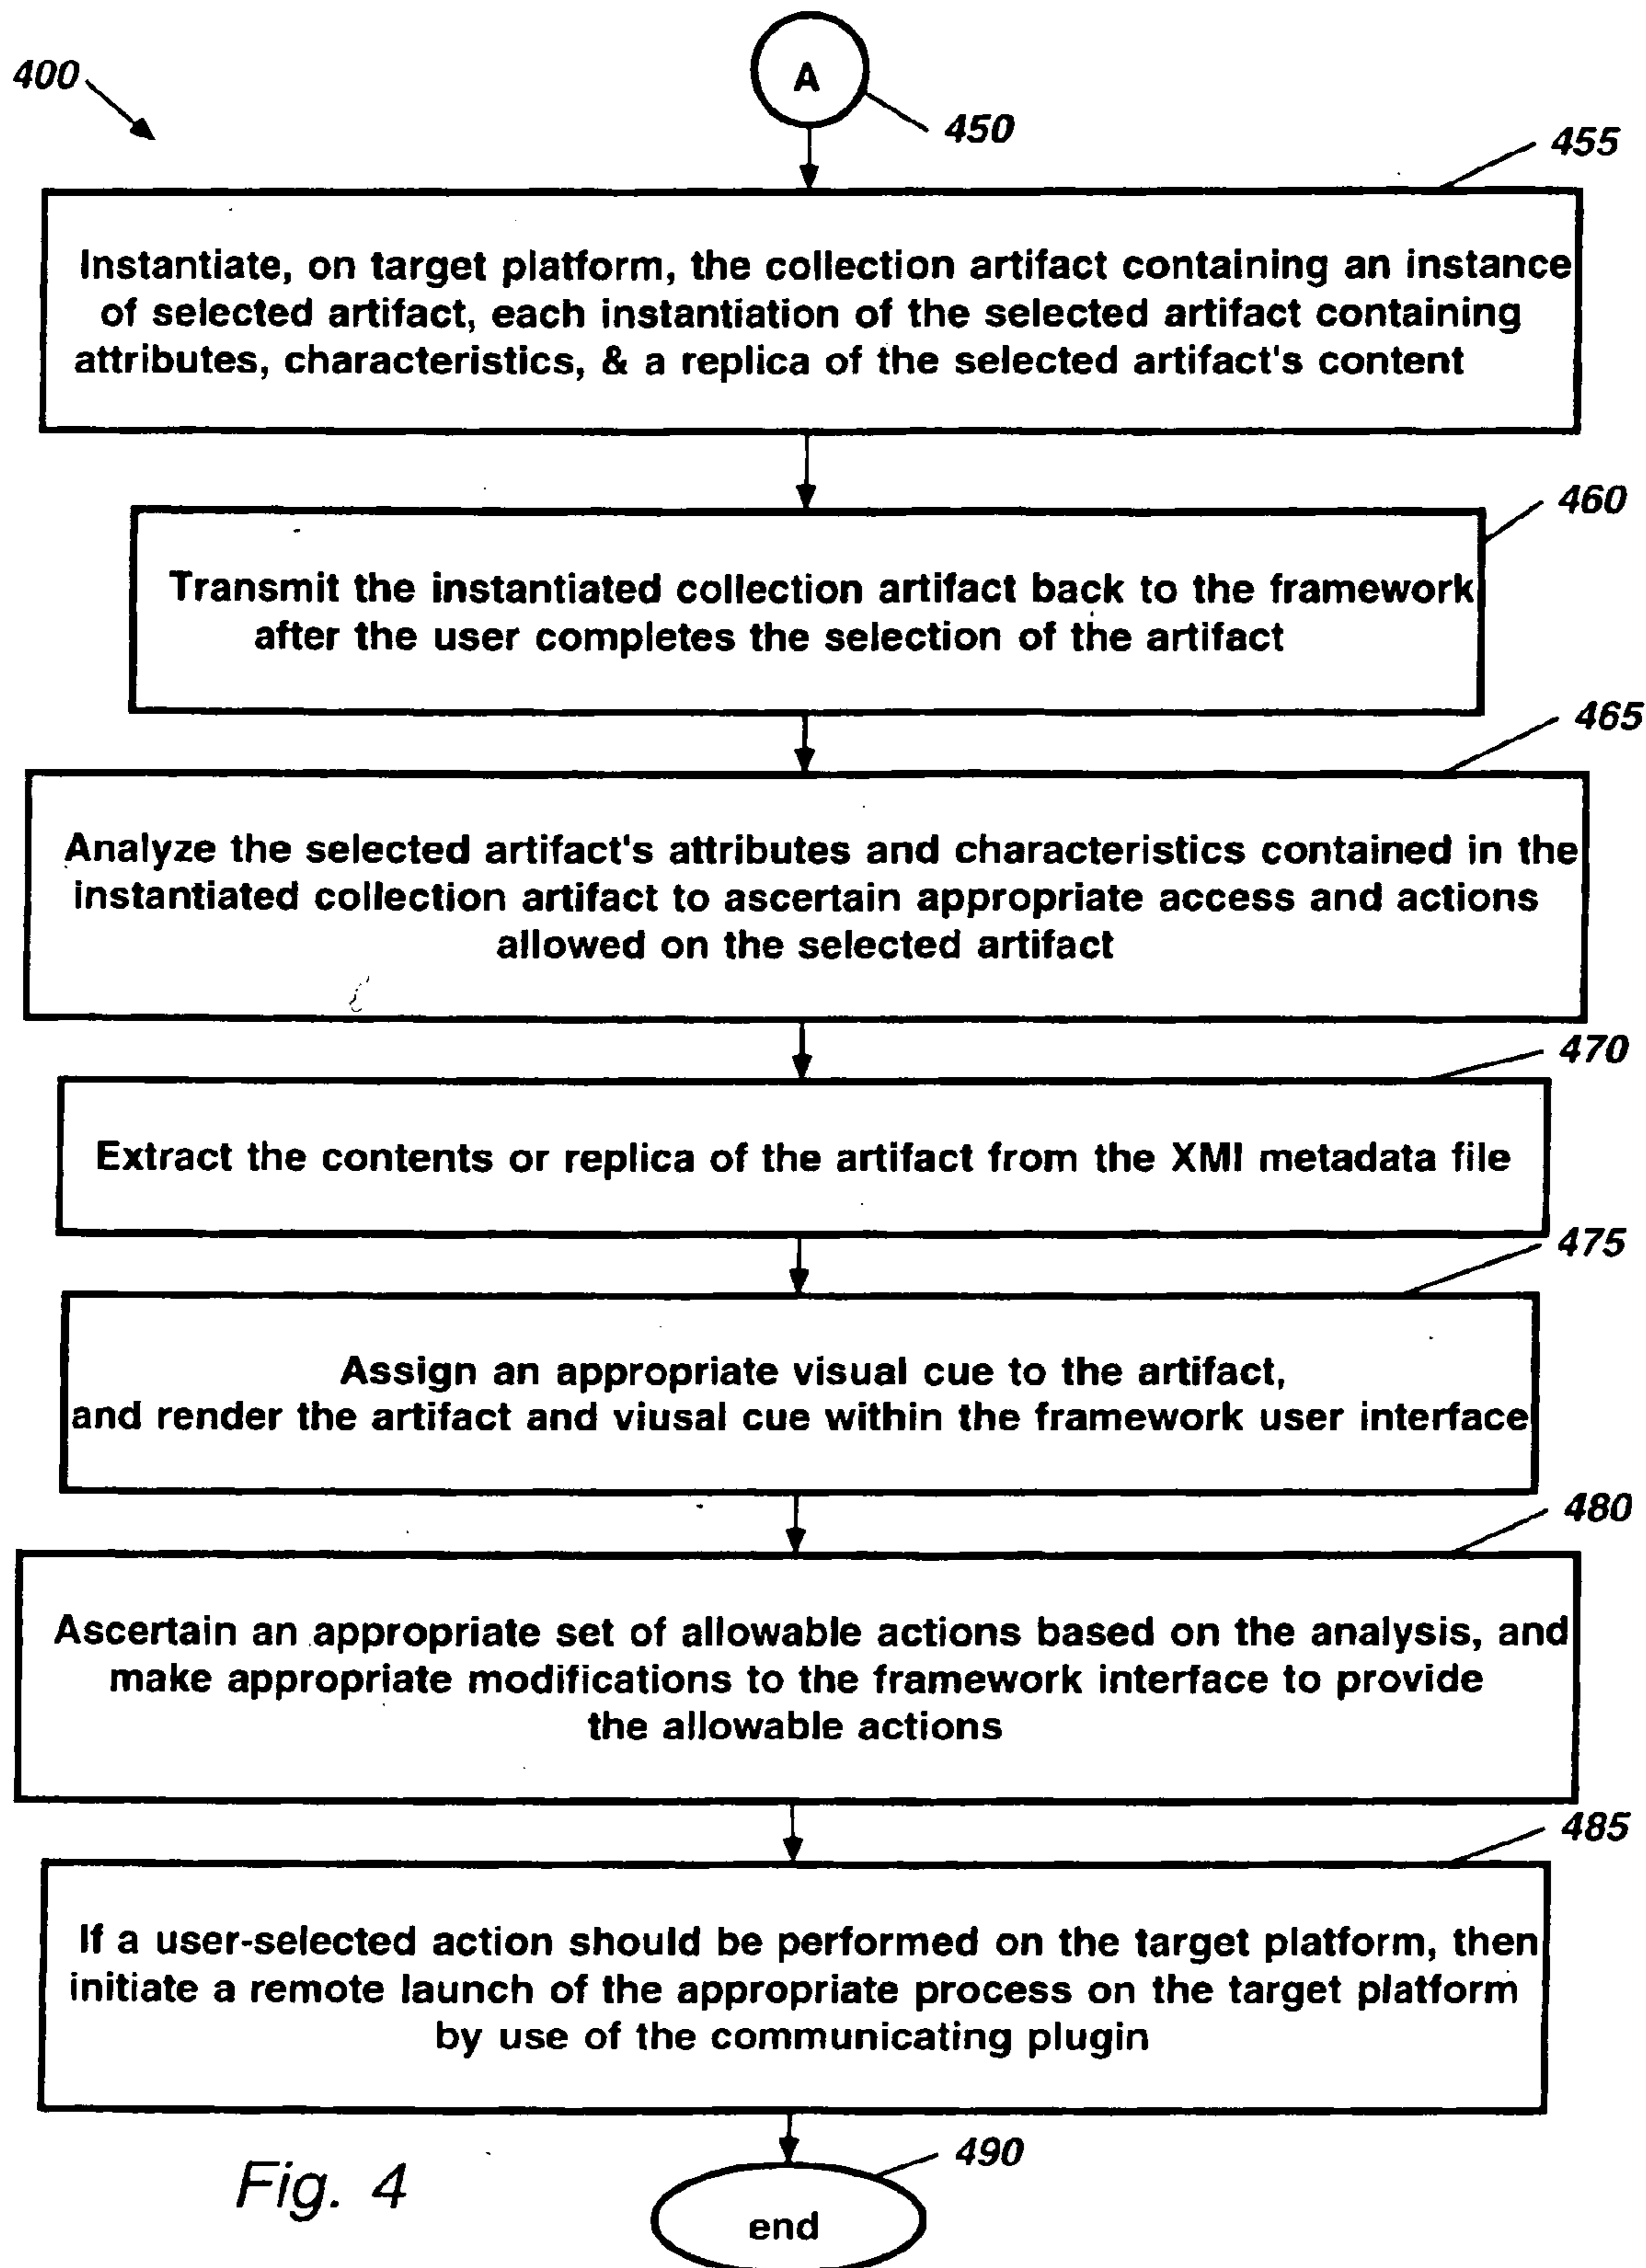 400
A
450
455
Instantiate, on target platform, the collection artifact containing an instance
of selected artifact, each instantiation of the selected artifact containing
attributes, characteristics, & a replica of the selected artifact's content
460
Transmit the instantiated collection artifact back to the framework
after the user completes the selection of the artifact
465
Analyze the selected artifact's attributes and characteristics contained in the
instantiated collection artifact to ascertain appropriate access and actions
allowed on the selected artifact
470
Extract the contents or replica of the artifact from the XMI metadata file
475
Assign an appropriate visual cue to the artifact,
and render the artifact and viusal cue within the framework user interface
480
Ascertain an appropriate set of allowable actions based on the analysis, and
make appropriate modifications to the framework interface to provide
the allowable actions
485
If a user-selected action should be performed on the target platform, then
initiate a remote launch of the appropriate process on the target platform
by use of the communicating plugin
490
end
Fig. 4